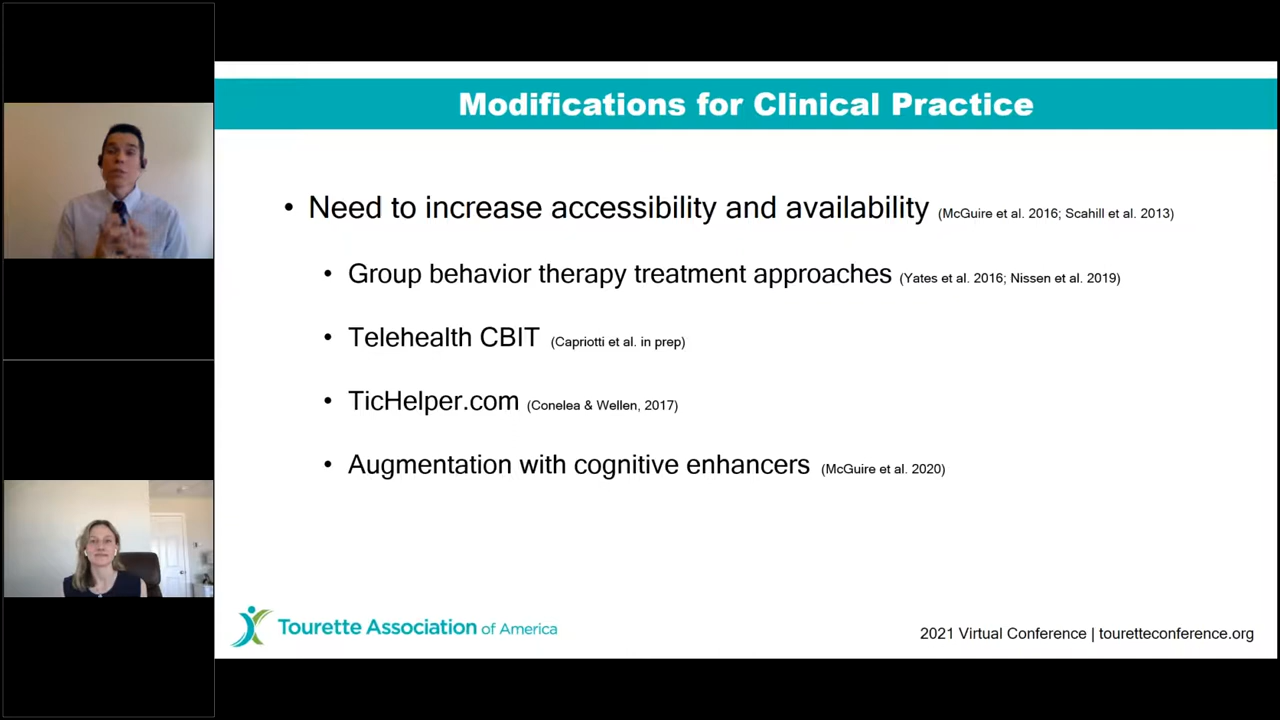 Modifications for Clinical Practice
• Need to increase accessibility and availability (McGuire et al. 2016; Scahill et al. 2013)
• Group behavior therapy treatment approaches (Yates et al. 2016; Nissen et al. 2019)
• Telehealth CBIT (Capriotti et al. in prep)
• TicHelper.com (Conelea & Wellen, 2017)
• Augmentation with cognitive enhancers (McGuire et al. 2020)
Tourette Association of America
2021 Virtual Conference | touretteconference.org